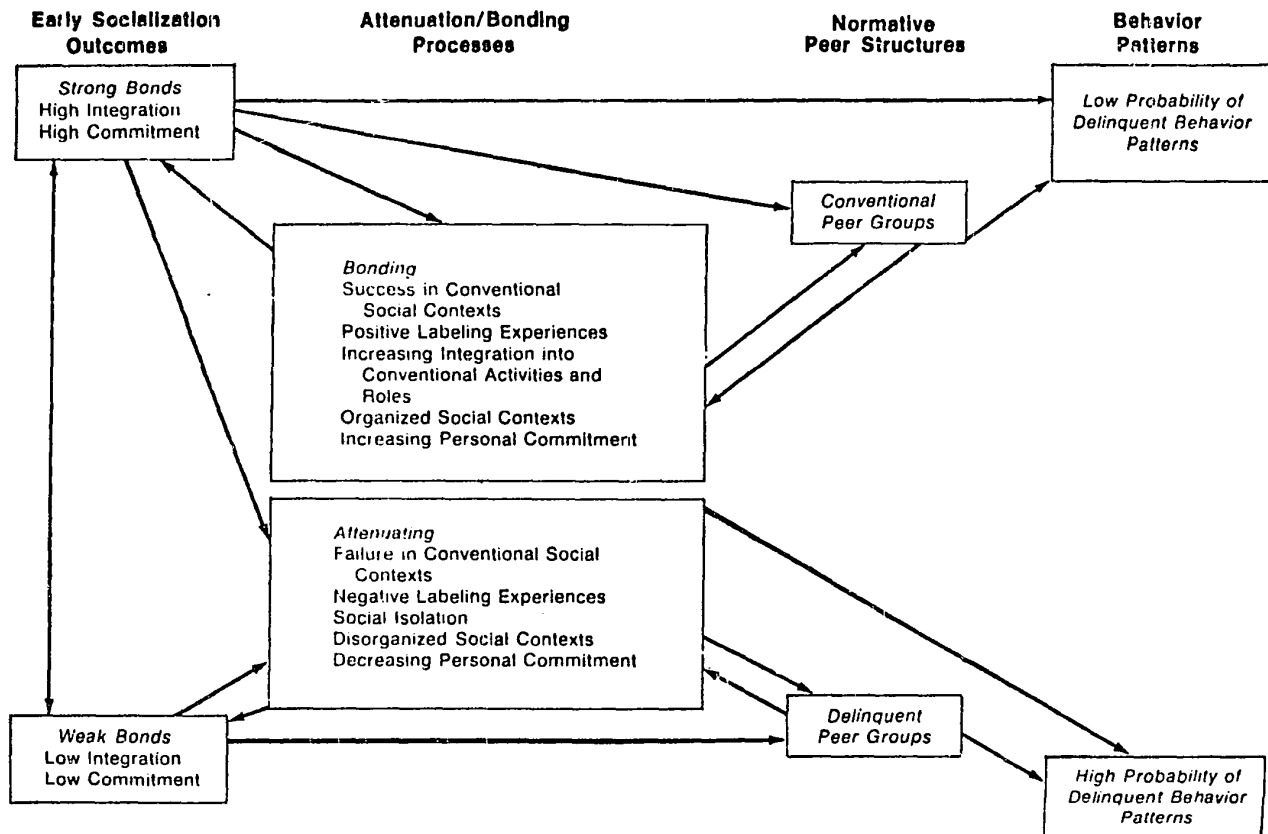 Early Socialization
Outcomes
Attenuation/Bonding
Processes
Normative
Peer Structures
Behavior
Patterns
Strong Bonds
High Integration
High Commitment
Low Probability of
Delinquent Behavior
Patterns
Conventional
Peer Groups
Bonding
Success in Conventional
Social Contexts
Positive Labeling Experiences
Increasing Integration into
Conventional Activities and
Roles
Organized Social Contexts
Increasing Personal Commitment
Attenuating
Failure in Conventional Social
Contexts
Negative Labeling Experiences
Social Isolation
Disorganized Social Contexts
Decreasing Personal Commitment
Weak Bonds
Low Integration
Low Commitment
Delinquent
Peer Groups
High Probability of
Delinquent Behavior
Patterns